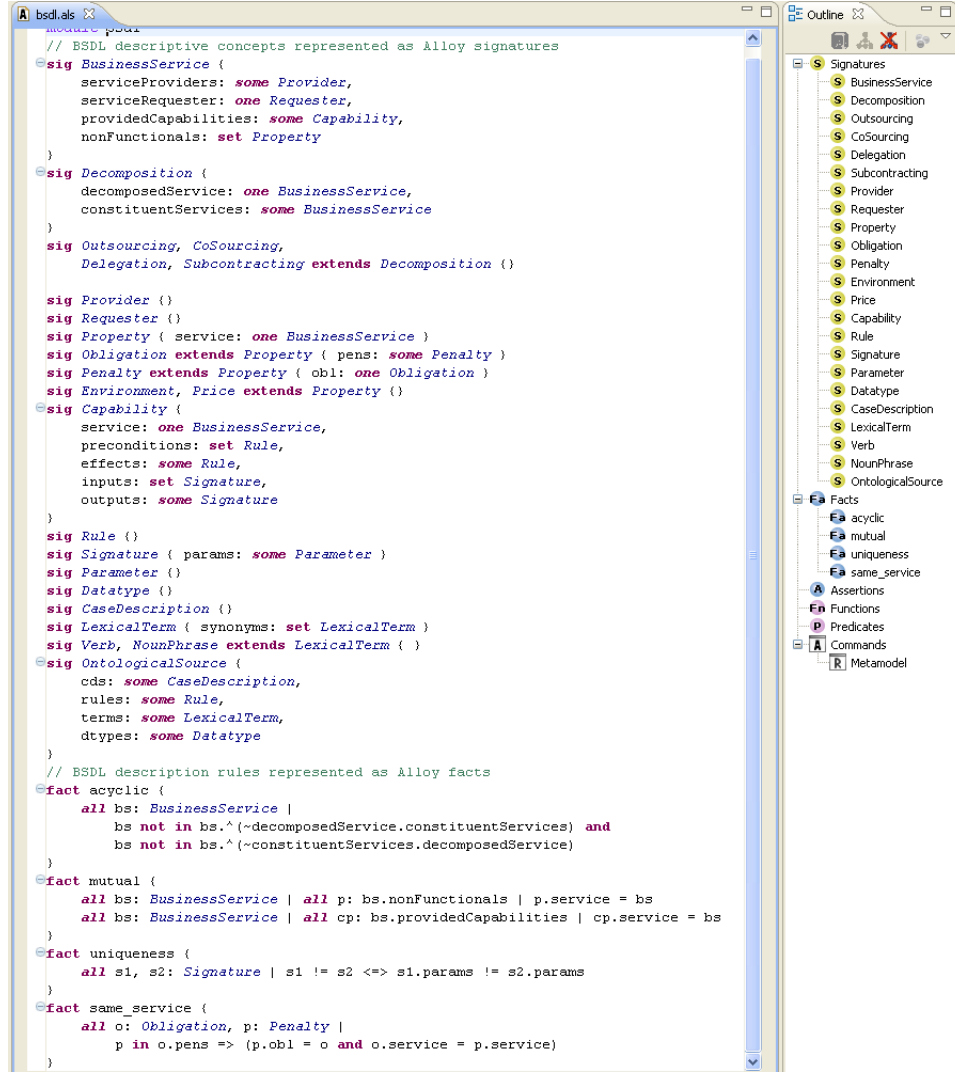 bsdl.als
module bsdl
// BSDL descriptive concepts represented as Alloy signatures
sig BusinessService {
serviceProviders: some Provider,
serviceRequester: one Requester,
providedCapabilities: some Capability,
nonFunctionals: set Property
}
sig Decomposition {
decomposedService: one BusinessService,
constituentServices: some BusinessService
}
sig Outsourcing, CoSourcing,
Delegation, Subcontracting extends Decomposition {}
sig Provider {}
sig Requester {}
sig Property { service: one BusinessService }
sig Obligation extends Property { pens: some Penalty }
sig Penalty extends Property { obl: one Obligation }
sig Environment, Price extends Property {}
sig Capability {
service: one BusinessService,
preconditions: set Rule,
effects: some Rule,
inputs: set Signature,
outputs: some Signature
}
sig Rule {}
sig Signature { params: some Parameter }
sig Parameter {}
sig Datatype {}
sig CaseDescription {}
sig LexicalTerm { synonyms: set LexicalTerm }
sig Verb, NounPhrase extends LexicalTerm { }
sig OntologicalSource {
cds: some CaseDescription,
rules: some Rule,
terms: some LexicalTerm,
dtypes: some Datatype
}
// BSDL description rules represented as Alloy facts
fact acyclic {
all bs: BusinessService |
bs not in bs.^(~decomposedService.constituentServices) and
bs not in bs.^(~constituentServices.decomposedService)
}
fact mutual {
all bs: BusinessService | all p: bs.nonFunctionals | p.service = bs
all bs: BusinessService | all cp: bs.providedCapabilities | cp.service = bs
}
fact uniqueness {
all s1, s2: Signature | s1 != s2 <=> s1.params != s2.params
}
fact same_service {
all o: Obligation, p: Penalty |
p in o.pens => (p.obl = o and o.service = p.service)
}
Outline
S Signatures
S BusinessService
S Decomposition
S Outsourcing
S CoSourcing
S Delegation
S Subcontracting
S Provider
S Requester
S Property
S Obligation
S Penalty
S Environment
S Price
S Capability
S Rule
S Signature
S Parameter
S Datatype
S CaseDescription
S LexicalTerm
S Verb
S NounPhrase
S OntologicalSource
Fa Facts
Fa acyclic
Fa mutual
Fa uniqueness
Fa same_service
A Assertions
Fn Functions
P Predicates
A Commands
R Metamodel